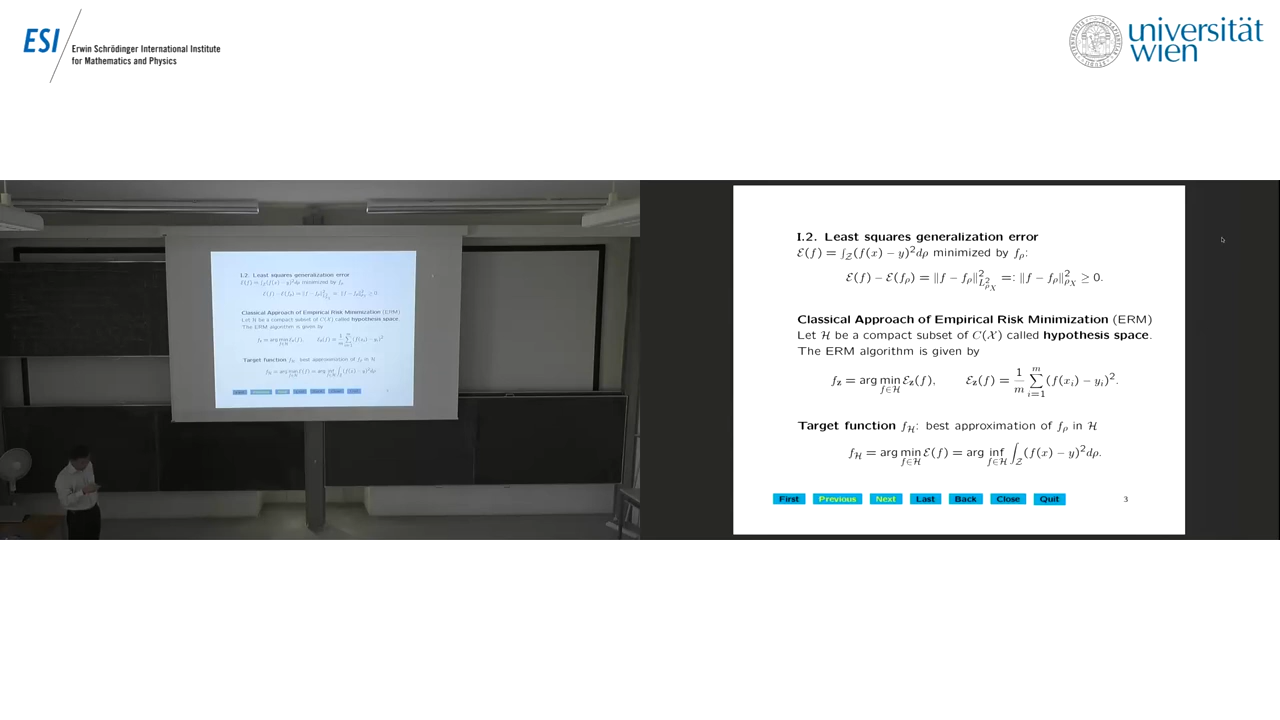 ESI
Erwin Schrödinger International Institute
for Mathematics and Physics
universität
wien
I.2. Least squares generalization error
ℰ(f) = ∫_𝒵 (f(x) − y)² dρ minimized by f_ρ:
ℰ(f) − ℰ(f_ρ) = ‖f − f_ρ‖²_{L²_{ρ_X}} =: ‖f − f_ρ‖²_{ρ_X} ≥ 0.
Classical Approach of Empirical Risk Minimization (ERM)
Let ℋ be a compact subset of C(𝒳) called hypothesis space.
The ERM algorithm is given by
f_𝐳 = arg min_{f∈ℋ} ℰ_𝐳(f), ℰ_𝐳(f) = 1/m ∑_{i=1}^{m} (f(x_i) − y_i)².
Target function f_ℋ: best approximation of f_ρ in ℋ
f_ℋ = arg min_{f∈ℋ} ℰ(f) = arg inf_{f∈ℋ} ∫_𝒵 (f(x) − y)² dρ.
First Previous Next Last Back Close Quit 3